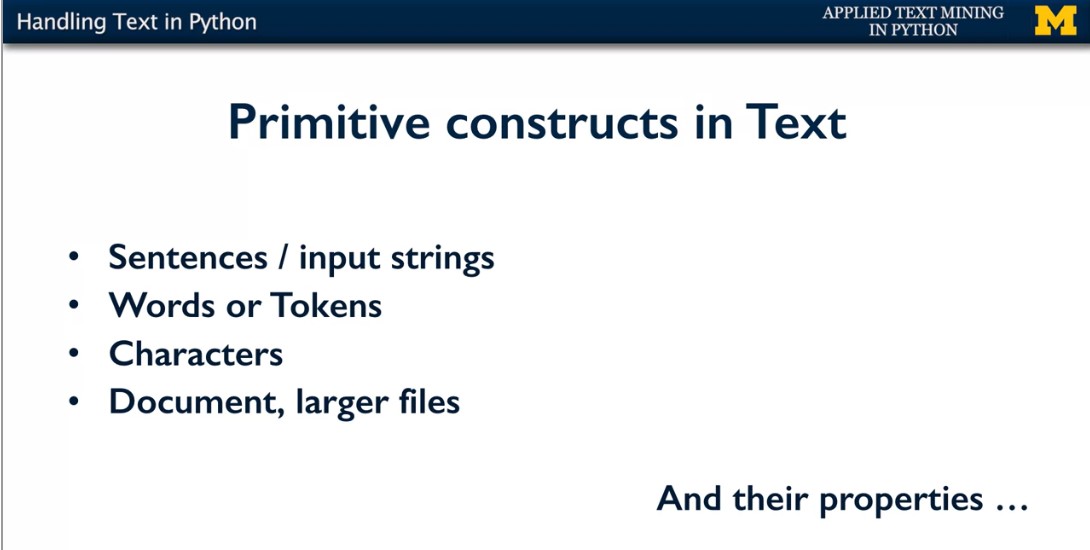 Handling Text in Python
APPLIED TEXT MINING
IN PYTHON
M
Primitive constructs in Text
• Sentences / input strings
• Words or Tokens
• Characters
• Document, larger files
And their properties …